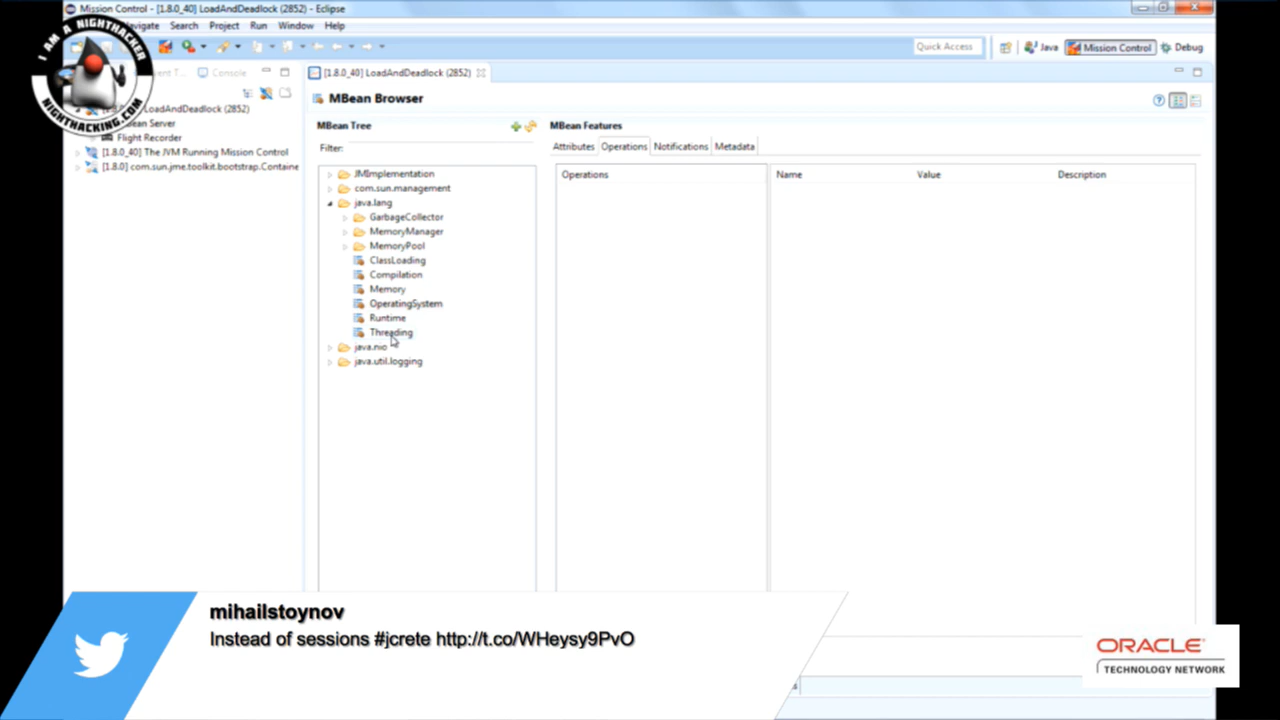 Mission Control - [1.8.0_40] LoadAndDeadlock (2852) - Eclipse
Navigate Search Project Run Window Help
Quick Access Java Mission Control Debug
I AM A NIGHTHACKER
NIGHTHACKING.COM
Console
[1.8.0_40] LoadAndDeadlock (2852)
LoadAndDeadlock (2852)
Flight Recorder
[1.8.0_40] The JVM Running Mission Control
[1.8.0] com.sun.jme.toolkit.bootstrap.Containe
MBean Browser
MBean Tree
Filter:
JMImplementation
com.sun.management
java.lang
GarbageCollector
MemoryManager
MemoryPool
ClassLoading
Compilation
Memory
OperatingSystem
Runtime
Threading
java.nio
java.util.logging
MBean Features
Attributes Operations Notifications Metadata
Operations
Name Value Description
mihailstoynov
Instead of sessions #jcrete http://t.co/WHeysy9PvO
ORACLE
TECHNOLOGY NETWORK